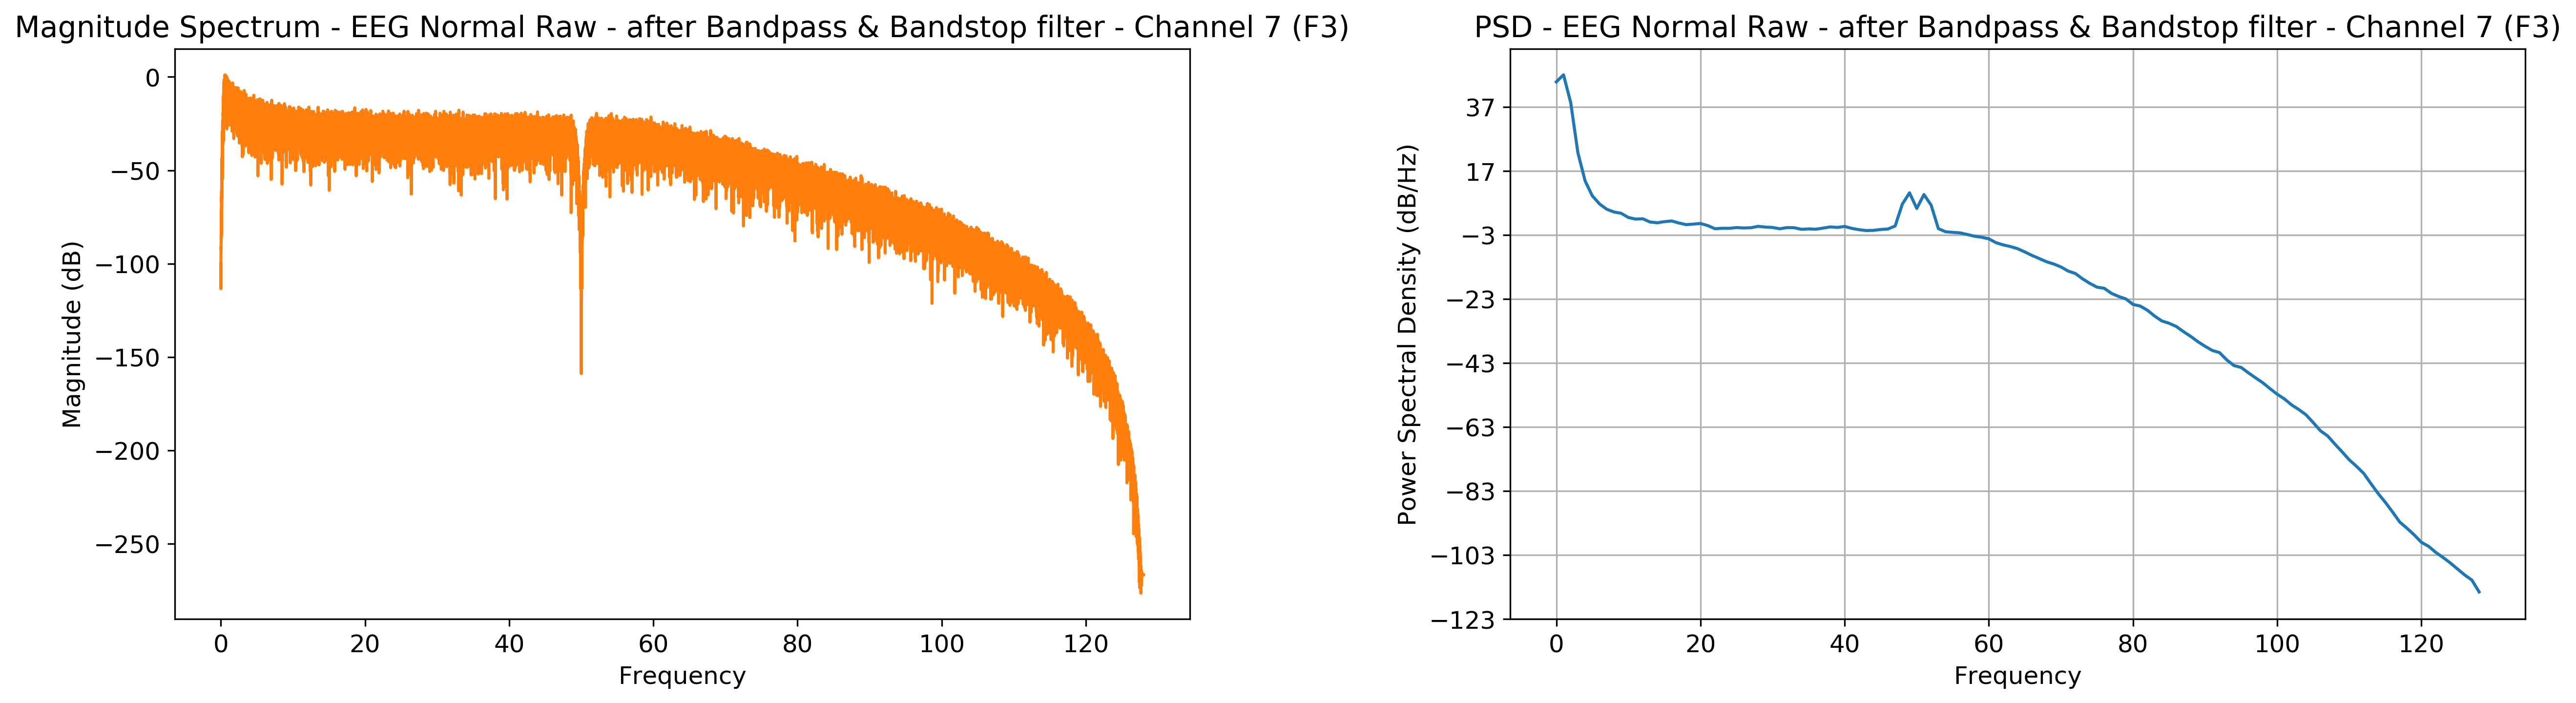 Magnitude Spectrum - EEG Normal Raw - after Bandpass & Bandstop filter - Channel 7 (F3)
0
−50
−100
−150
−200
−250
Magnitude (dB)
0 20 40 60 80 100 120
Frequency
PSD - EEG Normal Raw - after Bandpass & Bandstop filter - Channel 7 (F3)
37
17
−3
−23
−43
−63
−83
−103
−123
Power Spectral Density (dB/Hz)
0 20 40 60 80 100 120
Frequency